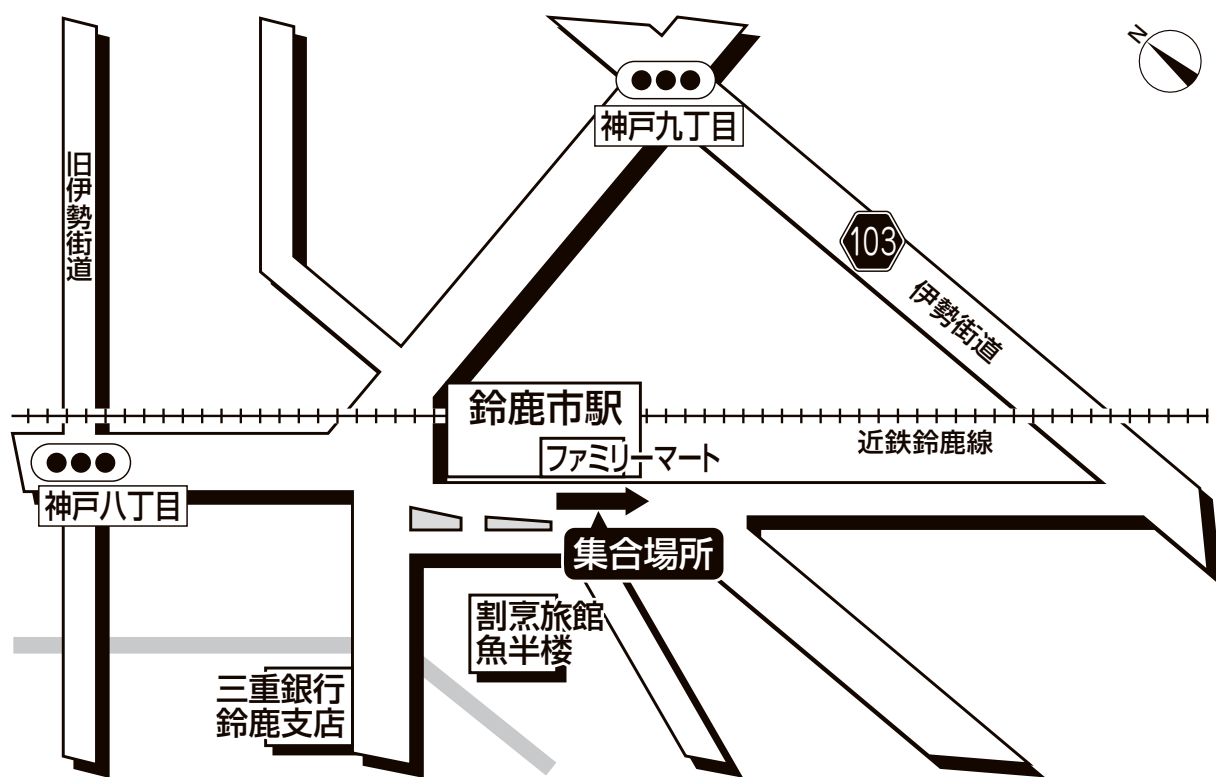 N
神戸九丁目
旧伊勢街道
103
伊勢街道
鈴鹿市駅
ファミリーマート
近鉄鈴鹿線
神戸八丁目
集合場所
割烹旅館
魚半楼
三重銀行
鈴鹿支店